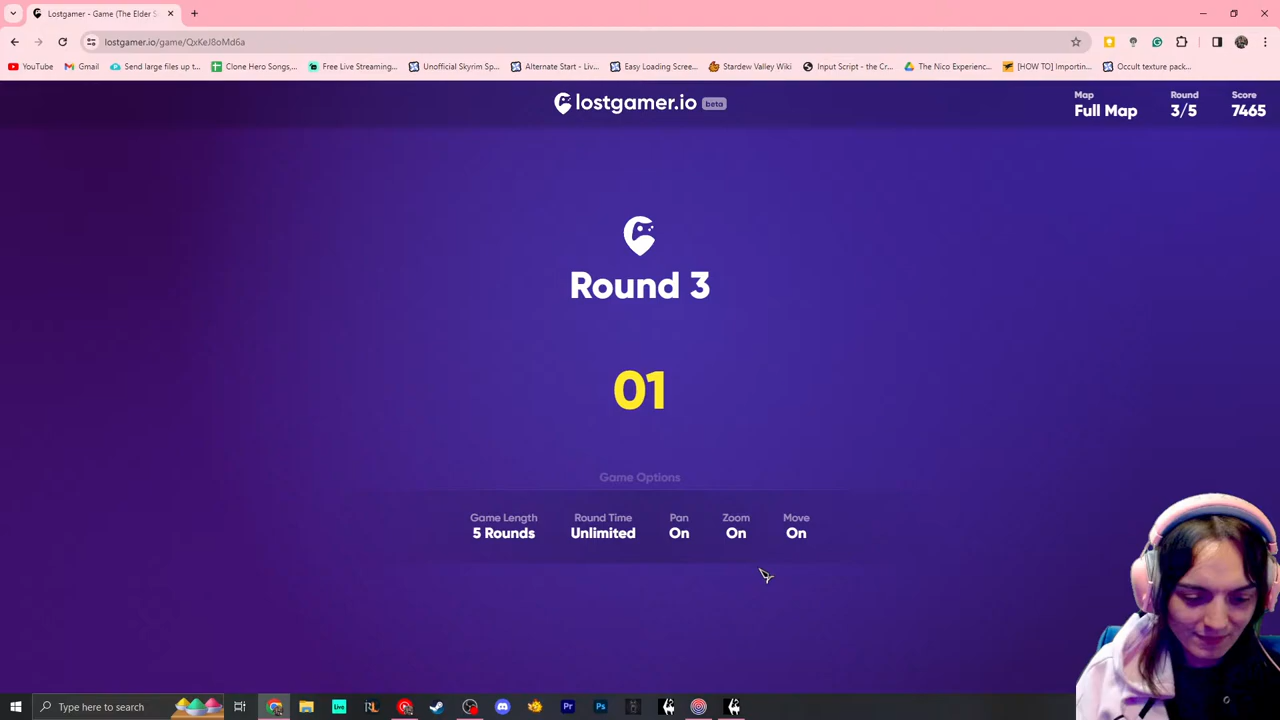 Lostgamer - Game (The Elder S
lostgamer.io/game/QxKeJ8oMd6a
YouTube
Gmail
Send large files up t...
Clone Hero Songs,...
Free Live Streaming...
Unofficial Skyrim Sp...
Alternate Start - Liv...
Easy Loading Scree...
Stardew Valley Wiki
Input Script - the Cr...
The Nico Experienc...
[HOW TO] Importin...
Occult texture pac...
lostgamer.io beta
Map
Full Map
Round
3/5
Score
7465
Round 3
01
Game Options
Game Length
5 Rounds
Round Time
Unlimited
Pan
On
Zoom
On
Move
On
Type here to search